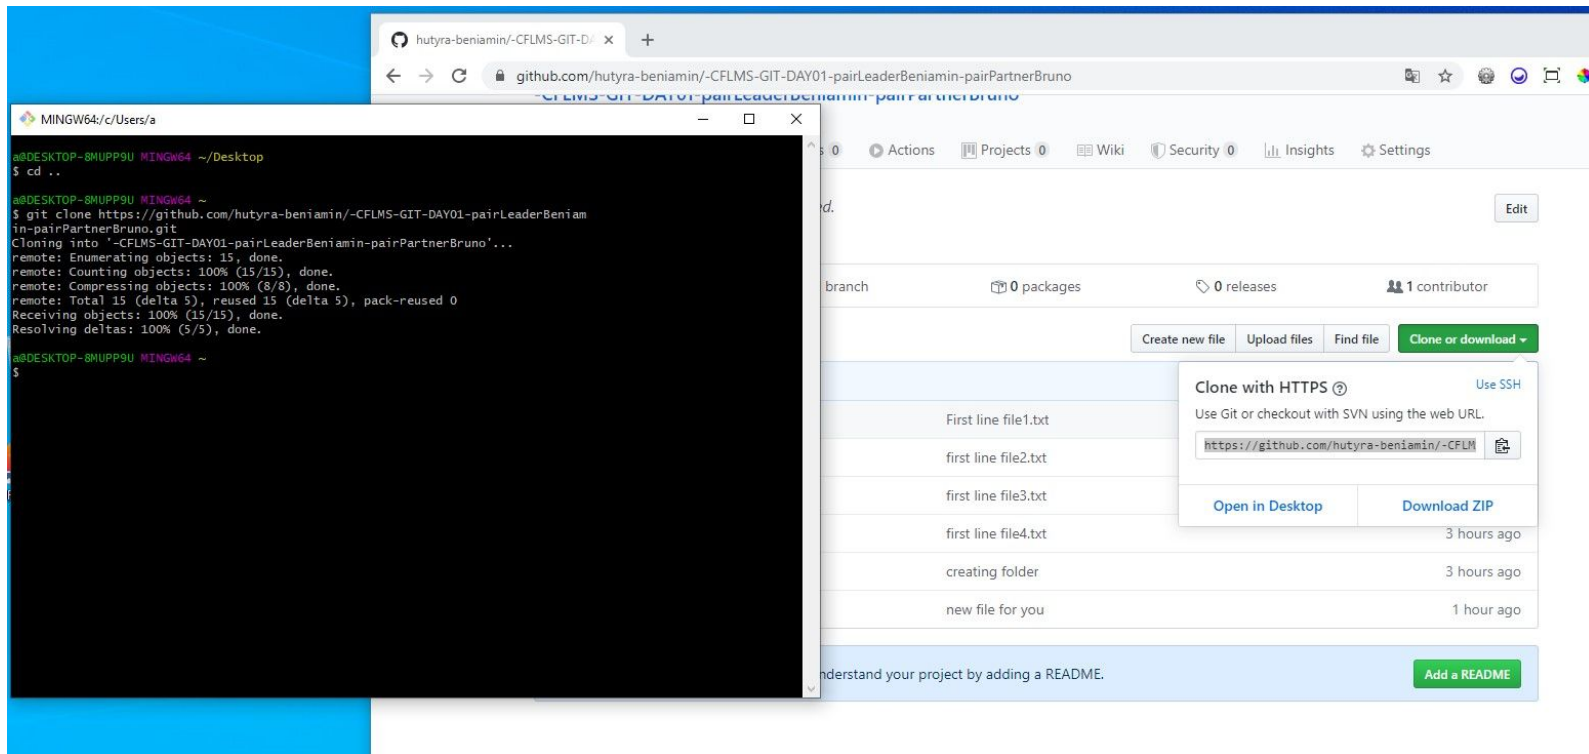 hutyra-beniamin/-CFLMS-GIT-D
github.com/hutyra-beniamin/-CFLMS-GIT-DAY01-pairLeaderBeniamin-pairPartnerBruno
-CFLMS-GIT-DAY01-pairLeaderBeniamin-pairPartnerBruno
MINGW64:/c/Users/a
a@DESKTOP-8MUPP9U MINGW64 ~/Desktop
$ cd ..
a@DESKTOP-8MUPP9U MINGW64 ~
$ git clone https://github.com/hutyra-beniamin/-CFLMS-GIT-DAY01-pairLeaderBeniam
in-pairPartnerBruno.git
Cloning into '-CFLMS-GIT-DAY01-pairLeaderBeniamin-pairPartnerBruno'...
remote: Enumerating objects: 15, done.
remote: Counting objects: 100% (15/15), done.
remote: Compressing objects: 100% (8/8), done.
remote: Total 15 (delta 5), reused 15 (delta 5), pack-reused 0
Receiving objects: 100% (15/15), done.
Resolving deltas: 100% (5/5), done.
a@DESKTOP-8MUPP9U MINGW64 ~
$
s 0 Actions Projects 0 Wiki Security 0 Insights Settings
ed. Edit
branch 0 packages 0 releases 1 contributor
Create new file Upload files Find file Clone or download
Clone with HTTPS Use SSH
Use Git or checkout with SVN using the web URL.
https://github.com/hutyra-beniamin/-CFLM
Open in Desktop Download ZIP
First line file1.txt
first line file2.txt
first line file3.txt
first line file4.txt 3 hours ago
creating folder 3 hours ago
new file for you 1 hour ago
nderstand your project by adding a README. Add a README